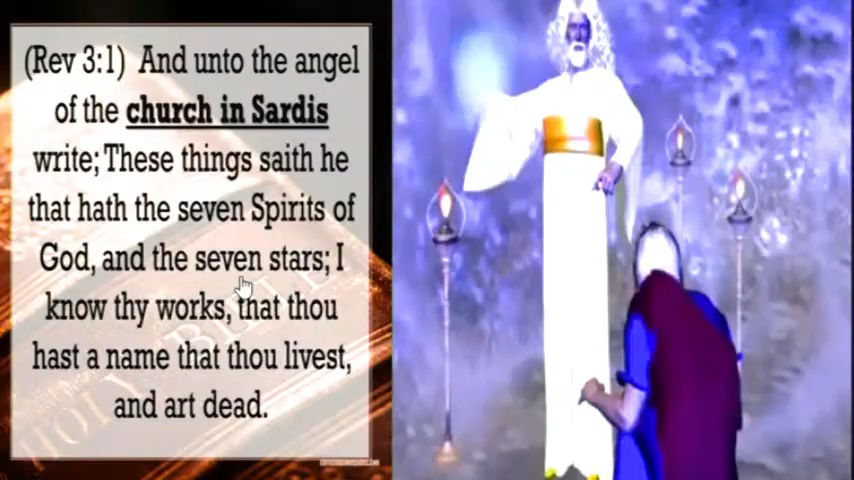 (Rev 3:1) And unto the angel
of the church in Sardis
write; These things saith he
that hath the seven Spirits of
God, and the seven stars; I
know thy works, that thou
hast a name that thou livest,
and art dead.
HOLY BIBLE